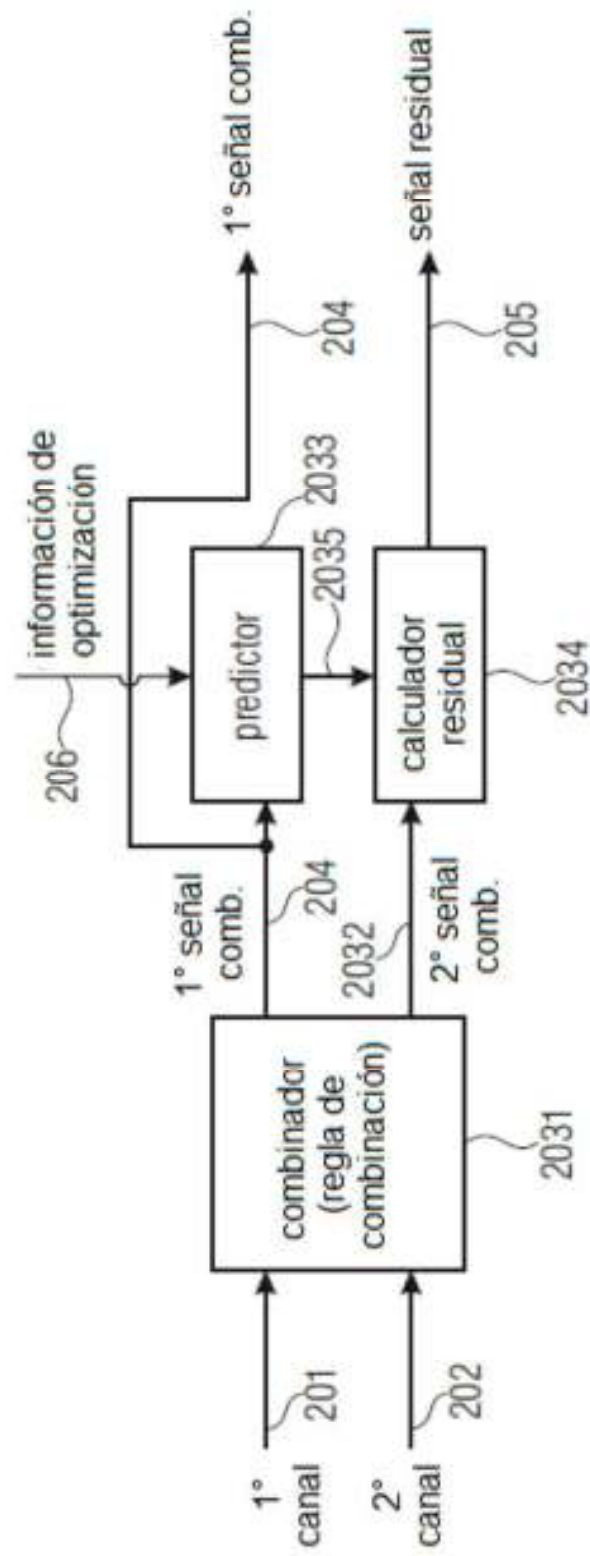 información de
optimización
206
1° señal comb.
204
1° señal
comb.
204
predictor
2033
2035
1°
canal
201
combinador
(regla de
combinación)
2031
2°
canal
202
2032
2° señal
comb.
calculador
residual
2034
señal residual
205